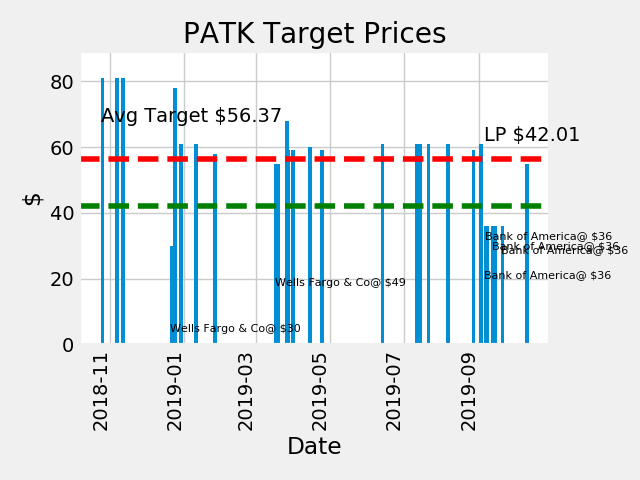 PATK Target Prices
80
Avg Target $56.37
LP $42.01
60
$
40
Bank of America@ $36
Bank of America@ $36
Bank of America@ $36
20
Bank of America@ $36
Wells Fargo & Co@ $49
Wells Fargo & Co@ $30
0
2018-11
2019-01
2019-03
2019-05
2019-07
2019-09
Date